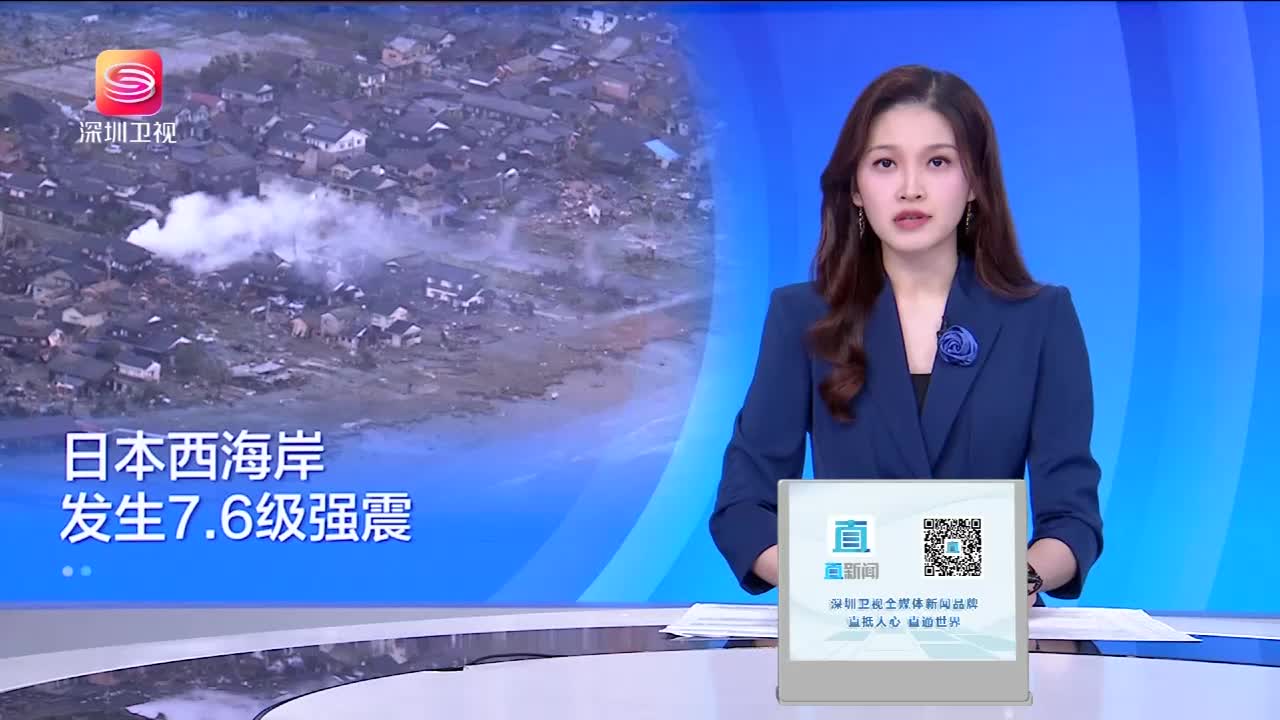 深圳卫视
日本西海岸
发生7.6级强震
直
直新闻
深圳卫视全媒体新闻品牌
直抵人心 直通世界